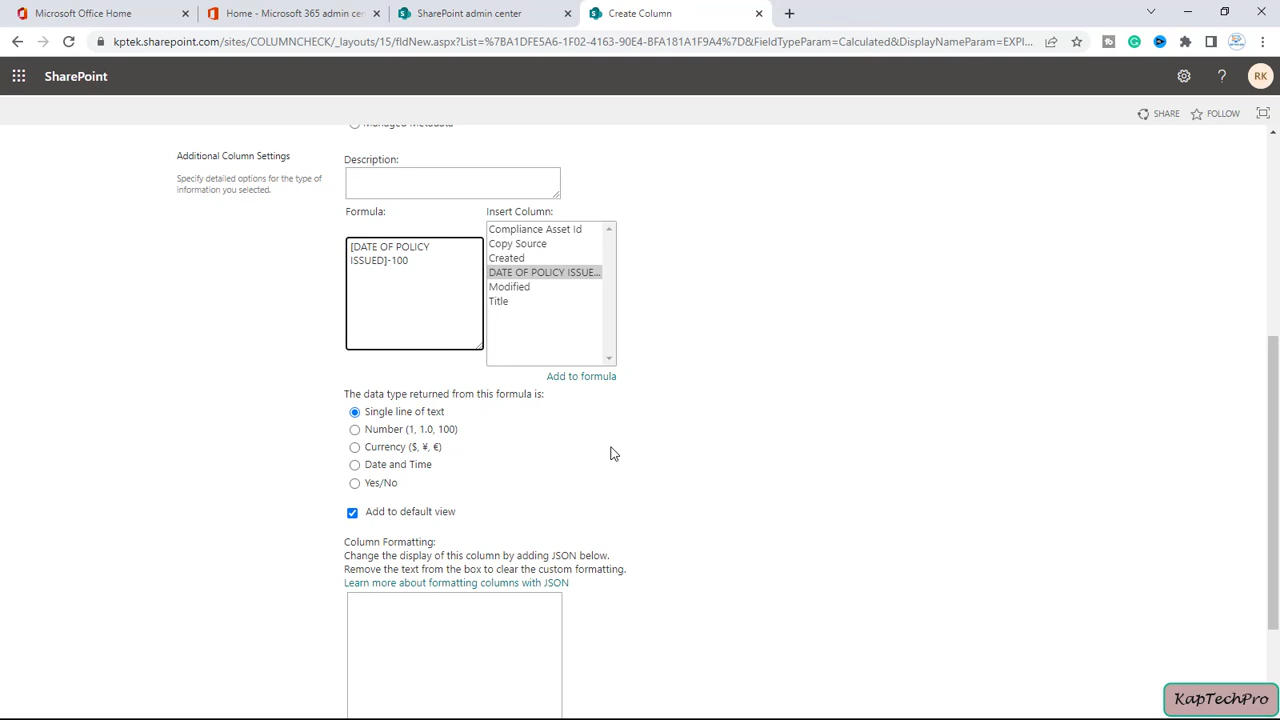 Microsoft Office Home
Home - Microsoft 365 admin cen
SharePoint admin center
Create Column
kptek.sharepoint.com/sites/COLUMNCHECK/_layouts/15/fldNew.aspx?List=%7BA1DFE5A6-1F02-4163-90E4-BFA181A1F9A4%7D&FieldTypeParam=Calculated&DisplayNameParam=EXPI...
SharePoint
RK
SHARE
FOLLOW
Managed Metadata
Additional Column Settings
Specify detailed options for the type of
information you selected.
Description:
Formula:
Insert Column:
[DATE OF POLICY
ISSUED]-100
Compliance Asset Id
Copy Source
Created
DATE OF POLICY ISSUE...
Modified
Title
Add to formula
The data type returned from this formula is:
Single line of text
Number (1, 1.0, 100)
Currency ($, ¥, €)
Date and Time
Yes/No
Add to default view
Column Formatting:
Change the display of this column by adding JSON below.
Remove the text from the box to clear the custom formatting.
Learn more about formatting columns with JSON
KapTechPro